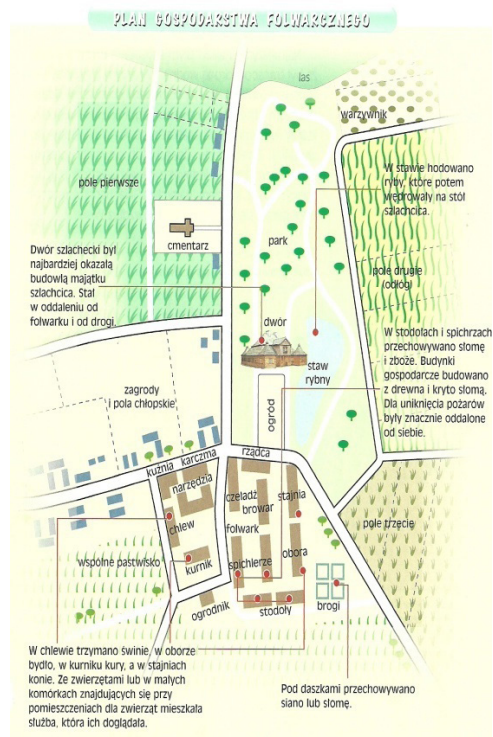 PLAN GOSPODARSTWA FOLWARCZNEGO
las
warzywnik
pole pierwsze
W stawie hodowano
ryby, które potem
wędrowały na stół
szlachcica.
cmentarz
park
Dwór szlachecki był
najbardziej okazałą
budowlą majątku
szlachcica. Stał
w oddaleniu od
folwarku i od drogi.
pole drugie
(odłóg)
dwór
staw
rybny
W stodołach i spichrzach
przechowywano słomę
i zboże. Budynki
gospodarcze budowano
z drewna i kryto słomą.
Dla uniknięcia pożarów
były znacznie oddalone
od siebie.
zagrody
i pola chłopskie
ogród
kuźnia
karczma
rządca
narzędzia
czeladź
browar
stajnia
chlew
folwark
pole trzecie
wspólne pastwisko
kurnik
spichlerze
obora
ogrodnik
stodoły
brogi
W chlewie trzymano świnie, w oborze
bydło, w kurniku kury, a w stajniach
konie. Ze zwierzętami lub w małych
komórkach znajdujących się przy
pomieszczeniach dla zwierząt mieszkała
służba, która ich doglądała.
Pod daszkami przechowywano
siano lub słomę.